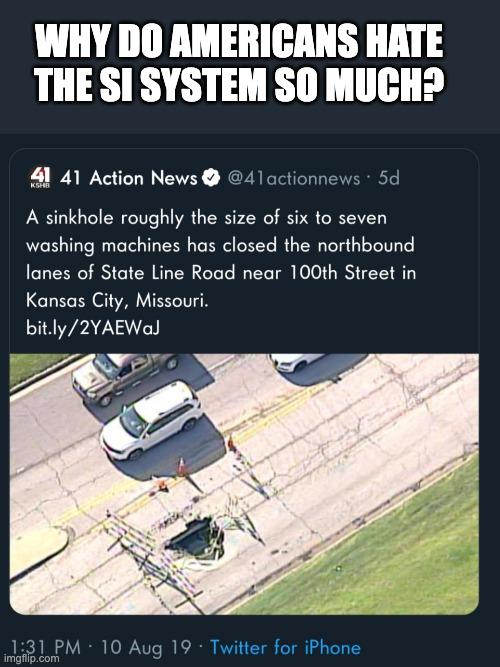 WHY DO AMERICANS HATE
THE SI SYSTEM SO MUCH?
41
KSHB
41 Action News @41actionnews · 5d
A sinkhole roughly the size of six to seven
washing machines has closed the northbound
lanes of State Line Road near 100th Street in
Kansas City, Missouri.
bit.ly/2YAEWaJ
1:31 PM · 10 Aug 19 · Twitter for iPhone
imgflip.com